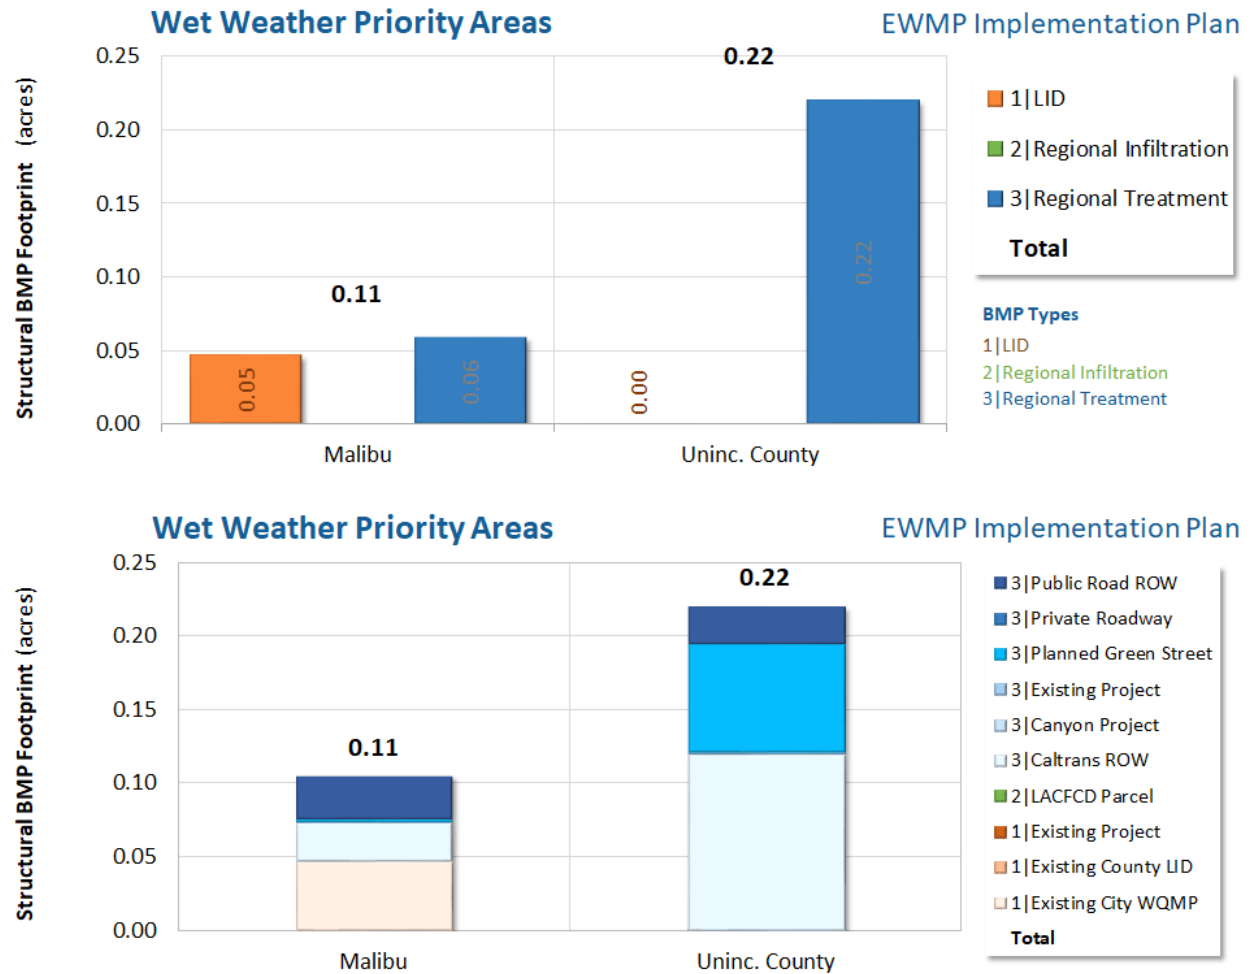 Wet Weather Priority Areas
EWMP Implementation Plan
Structural BMP Footprint (acres)
0.25
0.20
0.15
0.10
0.05
0.00
0.11
0.22
0.05
0.06
0.00
0.22
Malibu
Uninc. County
1|LID
2|Regional Infiltration
3|Regional Treatment
Total
BMP Types
1|LID
2|Regional Infiltration
3|Regional Treatment
Wet Weather Priority Areas
EWMP Implementation Plan
Structural BMP Footprint (acres)
0.25
0.20
0.15
0.10
0.05
0.00
0.11
0.22
Malibu
Uninc. County
3|Public Road ROW
3|Private Roadway
3|Planned Green Street
3|Existing Project
3|Canyon Project
3|Caltrans ROW
2|LACFCD Parcel
1|Existing Project
1|Existing County LID
1|Existing City WQMP
Total